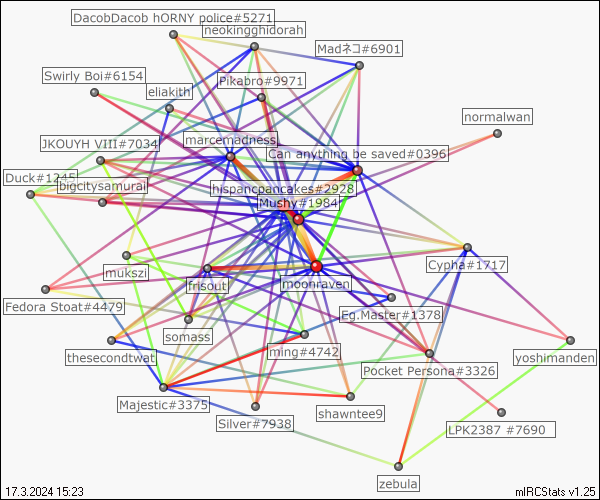 DacobDacob hORNY police#5271
neokingghidorah
Madネコ#6901
Swirly Boi#6154
Pikabro#9971
eliakith
normalwan
marcemadness
JKOUYH VIII#7034
Can anything be saved#0396
Duck#1245
bigcitysamurai
hispancpancakes#2928
Mushy#1984
Cypha#1717
mukszi
frisout
moonraven
Fedora Stoat#4479
Eg.Master#1378
somass
thesecondtwat
ming#4742
yoshimanden
Pocket Persona#3326
Majestic#3375
shawntee9
Silver#7938
LPK2387 #7690
zebula
17.3.2024 15:23
mIRCStats v1.25